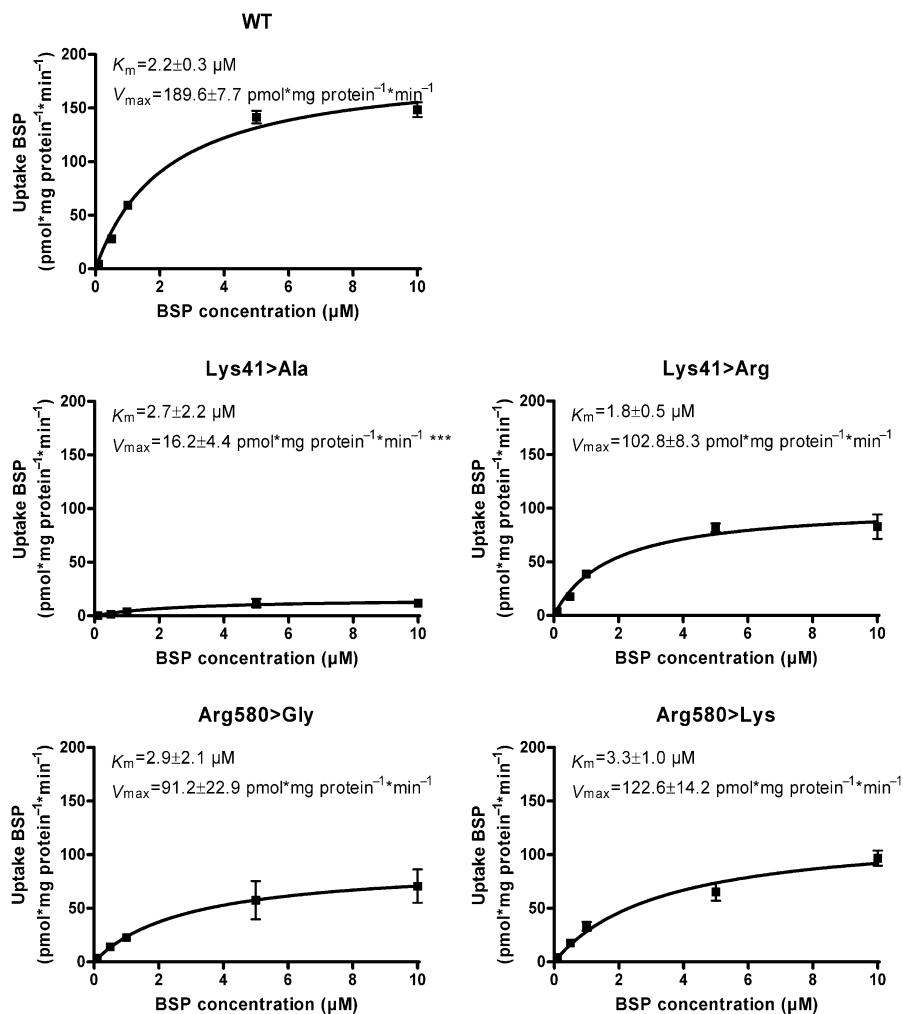 WT
Uptake BSP
(pmol*mg protein⁻¹*min⁻¹)
200
150
100
50
0
Km=2.2±0.3 µM
Vmax=189.6±7.7 pmol*mg protein⁻¹*min⁻¹
0 2 4 6 8 10
BSP concentration (µM)
Lys41>Ala
Uptake BSP
(pmol*mg protein⁻¹*min⁻¹)
200
150
100
50
0
Km=2.7±2.2 µM
Vmax=16.2±4.4 pmol*mg protein⁻¹*min⁻¹ ***
0 2 4 6 8 10
BSP concentration (µM)
Lys41>Arg
Uptake BSP
(pmol*mg protein⁻¹*min⁻¹)
200
150
100
50
0
Km=1.8±0.5 µM
Vmax=102.8±8.3 pmol*mg protein⁻¹*min⁻¹
0 2 4 6 8 10
BSP concentration (µM)
Arg580>Gly
Uptake BSP
(pmol*mg protein⁻¹*min⁻¹)
200
150
100
50
0
Km=2.9±2.1 µM
Vmax=91.2±22.9 pmol*mg protein⁻¹*min⁻¹
0 2 4 6 8 10
BSP concentration (µM)
Arg580>Lys
Uptake BSP
(pmol*mg protein⁻¹*min⁻¹)
200
150
100
50
0
Km=3.3±1.0 µM
Vmax=122.6±14.2 pmol*mg protein⁻¹*min⁻¹
0 2 4 6 8 10
BSP concentration (µM)